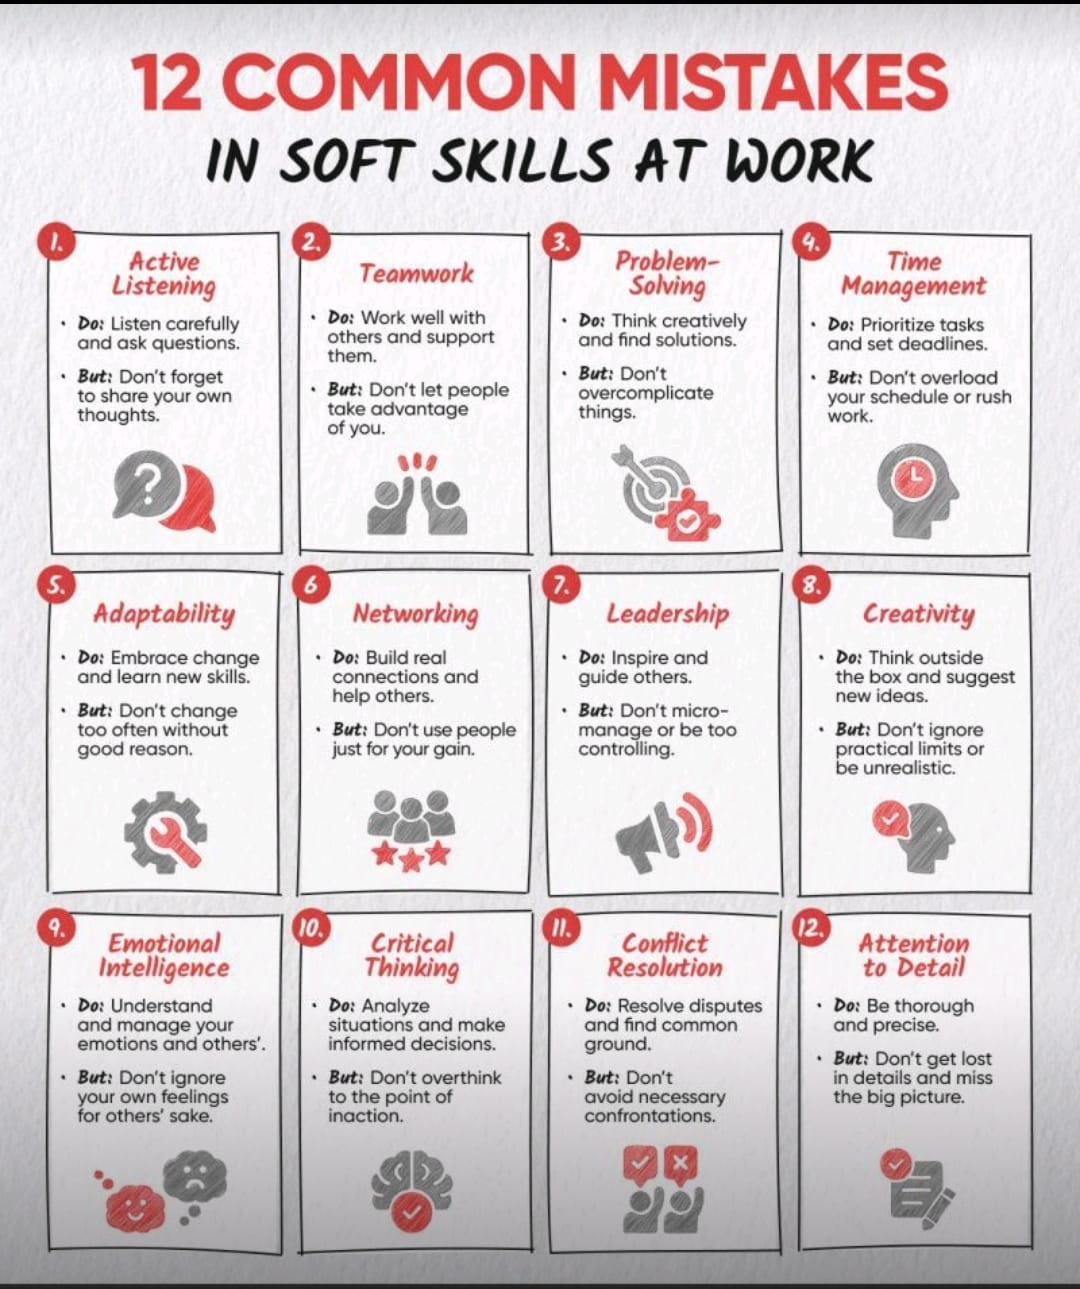 12 COMMON MISTAKES
IN SOFT SKILLS AT WORK
1.
Active
Listening
• Do: Listen carefully
and ask questions.
• But: Don't forget
to share your own
thoughts.
?
2.
Teamwork
• Do: Work well with
others and support
them.
• But: Don't let people
take advantage
of you.
3.
Problem-
Solving
• Do: Think creatively
and find solutions.
• But: Don't
overcomplicate
things.
4.
Time
Management
• Do: Prioritize tasks
and set deadlines.
• But: Don't overload
your schedule or rush
work.
5.
Adaptability
• Do: Embrace change
and learn new skills.
• But: Don't change
too often without
good reason.
6
Networking
• Do: Build real
connections and
help others.
• But: Don't use people
just for your gain.
7.
Leadership
• Do: Inspire and
guide others.
• But: Don't micro-
manage or be too
controlling.
8.
Creativity
• Do: Think outside
the box and suggest
new ideas.
• But: Don't ignore
practical limits or
be unrealistic.
9.
Emotional
Intelligence
• Do: Understand
and manage your
emotions and others'.
• But: Don't ignore
your own feelings
for others' sake.
10.
Critical
Thinking
• Do: Analyze
situations and make
informed decisions.
• But: Don't overthink
to the point of
inaction.
11.
Conflict
Resolution
• Do: Resolve disputes
and find common
ground.
• But: Don't
avoid necessary
confrontations.
12.
Attention
to Detail
• Do: Be thorough
and precise.
• But: Don't get lost
in details and miss
the big picture.